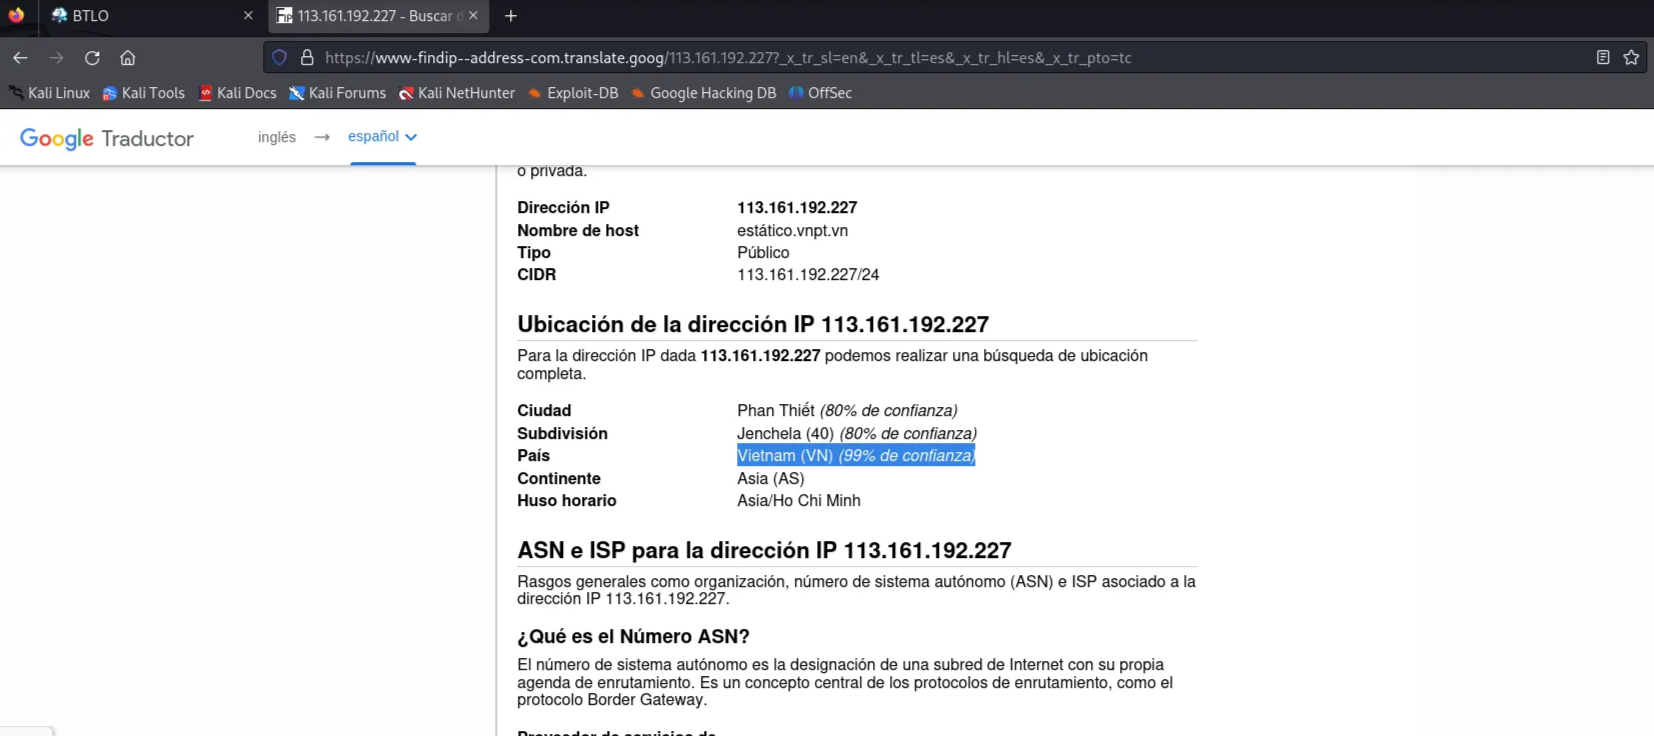 BTLO
113.161.192.227 - Buscar d
https://www-findip--address-com.translate.goog/113.161.192.227?_x_tr_sl=en&_x_tr_tl=es&_x_tr_hl=es&_x_tr_pto=tc
Kali Linux Kali Tools Kali Docs Kali Forums Kali NetHunter Exploit-DB Google Hacking DB OffSec
Google Traductor inglés → español
o privada.
Dirección IP 113.161.192.227
Nombre de host estático.vnpt.vn
Tipo Público
CIDR 113.161.192.227/24
Ubicación de la dirección IP 113.161.192.227
Para la dirección IP dada 113.161.192.227 podemos realizar una búsqueda de ubicación
completa.
Ciudad Phan Thiết (80% de confianza)
Subdivisión Jenchela (40) (80% de confianza)
País Vietnam (VN) (99% de confianza)
Continente Asia (AS)
Huso horario Asia/Ho Chi Minh
ASN e ISP para la dirección IP 113.161.192.227
Rasgos generales como organización, número de sistema autónomo (ASN) e ISP asociado a la
dirección IP 113.161.192.227.
¿Qué es el Número ASN?
El número de sistema autónomo es la designación de una subred de Internet con su propia
agenda de enrutamiento. Es un concepto central de los protocolos de enrutamiento, como el
protocolo Border Gateway.
Proveedor de servicios de